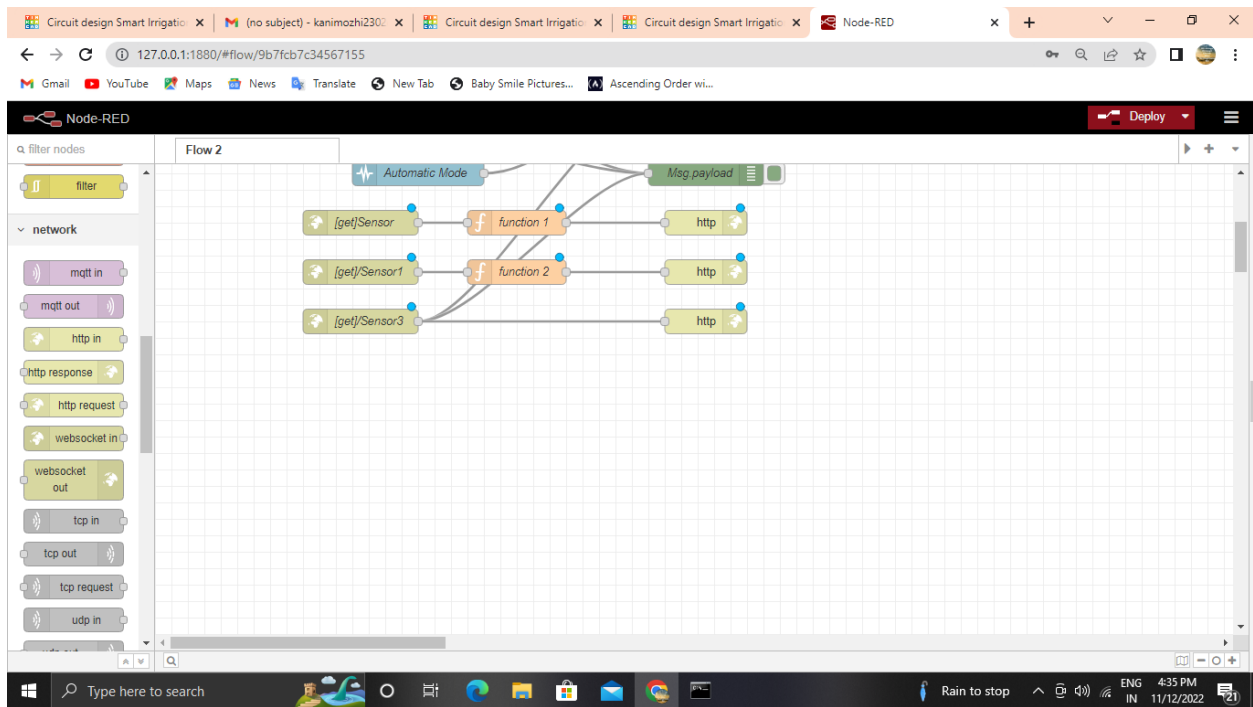 Circuit design Smart Irrigatio
(no subject) - kanimozhi2302
Circuit design Smart Irrigatio
Circuit design Smart Irrigatio
Node-RED
127.0.0.1:1880/#flow/9b7fcb7c34567155
Gmail
YouTube
Maps
News
Translate
New Tab
Baby Smile Pictures...
Ascending Order wi...
Node-RED
Deploy
filter nodes
Flow 2
Automatic Mode
Msg.payload
filter
[get]Sensor
function 1
http
network
mqtt in
[get]/Sensor1
function 2
http
mqtt out
[get]/Sensor3
http
http in
http response
http request
websocket in
websocket
out
tcp in
tcp out
tcp request
udp in
Type here to search
Rain to stop
ENG
IN
4:35 PM
11/12/2022
21